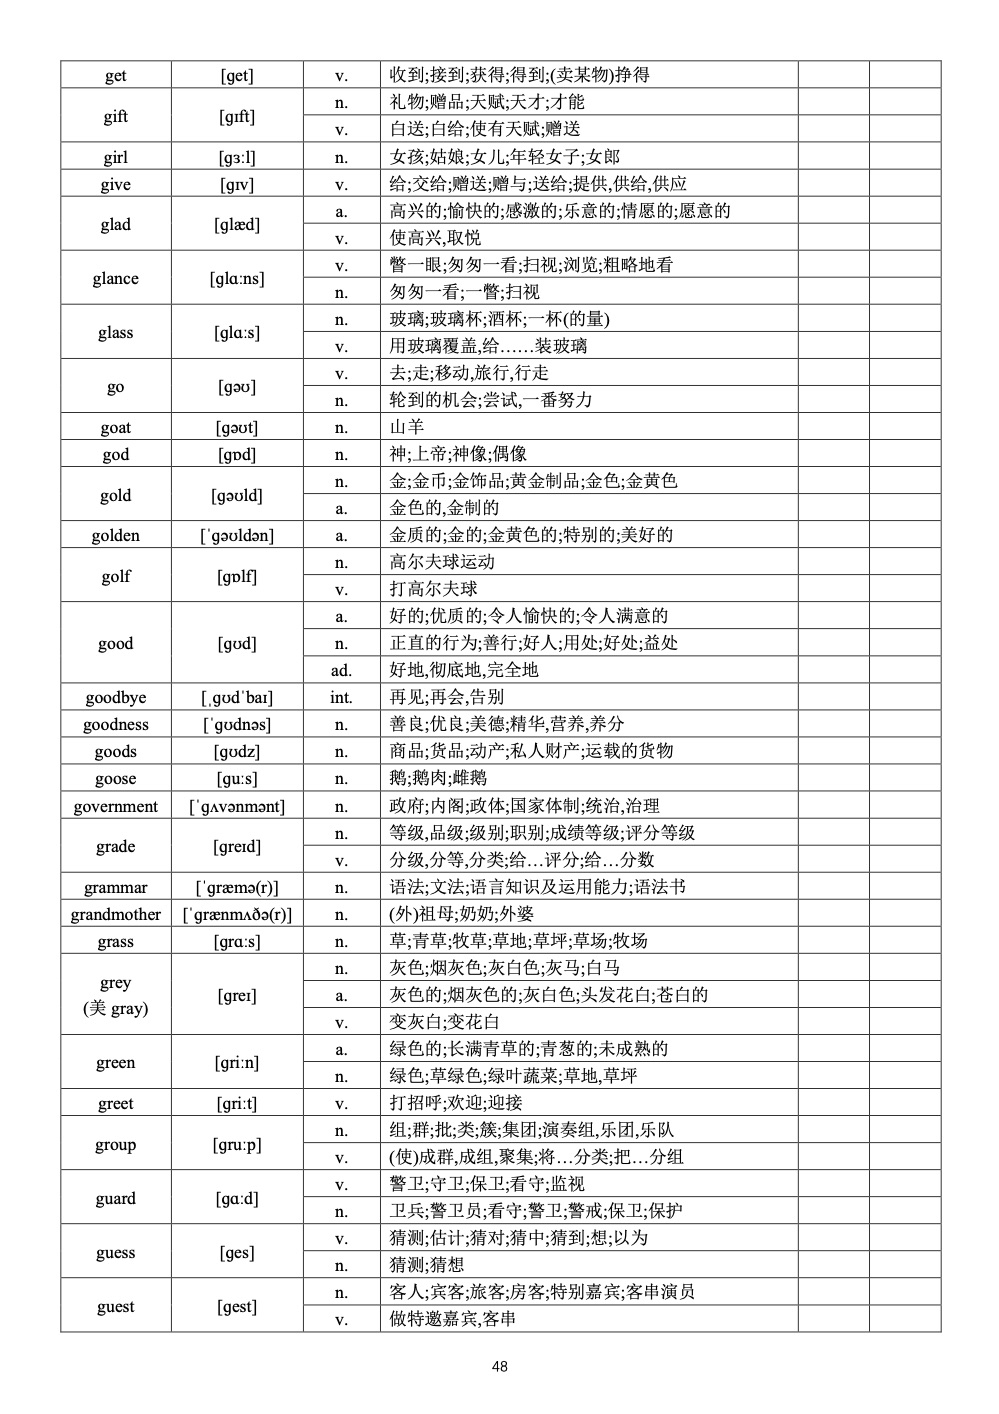 get [ɡet] v. 收到;接到;获得;得到;(卖某物)挣得
gift [ɡɪft] n. 礼物;赠品;天赋;天才;才能
v. 白送;白给;使有天赋;赠送
girl [ɡɜːl] n. 女孩;姑娘;女儿;年轻女子;女郎
give [ɡɪv] v. 给;交给;赠送;赠与;送给;提供,供给,供应
glad [ɡlæd] a. 高兴的;愉快的;感激的;乐意的;情愿的;愿意的
v. 使高兴,取悦
glance [ɡlɑːns] v. 瞥一眼;匆匆一看;扫视;浏览;粗略地看
n. 匆匆一看;一瞥;扫视
glass [ɡlɑːs] n. 玻璃;玻璃杯;酒杯;一杯(的量)
v. 用玻璃覆盖,给……装玻璃
go [ɡəʊ] v. 去;走;移动,旅行,行走
n. 轮到的机会;尝试,一番努力
goat [ɡəʊt] n. 山羊
god [ɡɒd] n. 神;上帝;神像;偶像
gold [ɡəʊld] n. 金;金币;金饰品;黄金制品;金色;金黄色
a. 金色的,金制的
golden [ˈɡəʊldən] a. 金质的;金的;金黄色的;特别的;美好的
golf [ɡɒlf] n. 高尔夫球运动
v. 打高尔夫球
good [ɡʊd] a. 好的;优质的;令人愉快的;令人满意的
n. 正直的行为;善行;好人;用处;好处;益处
ad. 好地,彻底地,完全地
goodbye [ˌɡʊdˈbaɪ] int. 再见;再会,告别
goodness [ˈɡʊdnəs] n. 善良;优良;美德;精华,营养,养分
goods [ɡʊdz] n. 商品;货品;动产;私人财产;运载的货物
goose [ɡuːs] n. 鹅;鹅肉;雌鹅
government [ˈɡʌvənmənt] n. 政府;内阁;政体;国家体制;统治,治理
grade [ɡreɪd] n. 等级,品级;级别;职别;成绩等级;评分等级
v. 分级,分等,分类;给…评分;给…分数
grammar [ˈɡræmə(r)] n. 语法;文法;语言知识及运用能力;语法书
grandmother [ˈɡrænmʌðə(r)] n. (外)祖母;奶奶;外婆
grass [ɡrɑːs] n. 草;青草;牧草;草地;草坪;草场;牧场
grey (美 gray) [ɡreɪ] n. 灰色;烟灰色;灰白色;灰马;白马
a. 灰色的;烟灰色的;灰白色;头发花白;苍白的
v. 变灰白;变花白
green [ɡriːn] a. 绿色的;长满青草的;青葱的;未成熟的
n. 绿色;草绿色;绿叶蔬菜;草地,草坪
greet [ɡriːt] v. 打招呼;欢迎;迎接
group [ɡruːp] n. 组;群;批;类;簇;集团;演奏组,乐团,乐队
v. (使)成群,成组,聚集;将…分类;把…分组
guard [ɡɑːd] v. 警卫;守卫;保卫;看守;监视
n. 卫兵;警卫员;看守;警卫;警戒;保卫;保护
guess [ɡes] v. 猜测;估计;猜对;猜中;猜到;想;以为
n. 猜测;猜想
guest [ɡest] n. 客人;宾客;旅客;房客;特别嘉宾;客串演员
v. 做特邀嘉宾,客串
48